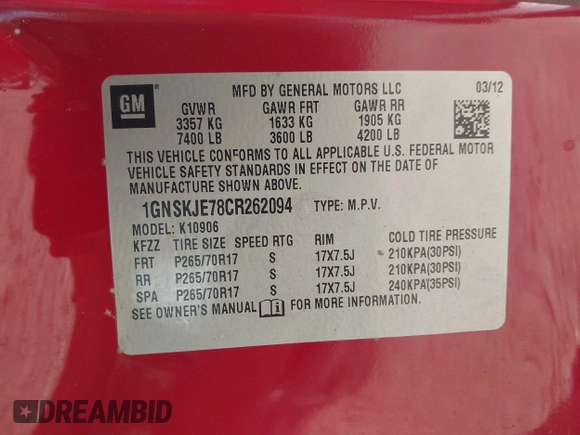 GM
MFD BY GENERAL MOTORS LLC 03/12
GVWR GAWR FRT GAWR RR
3357 KG 1633 KG 1905 KG
7400 LB 3600 LB 4200 LB
THIS VEHICLE CONFORMS TO ALL APPLICABLE U.S. FEDERAL MOTOR
VEHICLE SAFETY STANDARDS IN EFFECT ON THE DATE OF
MANUFACTURE SHOWN ABOVE.
1GNSKJE78CR262094 TYPE: M.P.V.
MODEL: K10906
KFZZ TIRE SIZE SPEED RTG RIM COLD TIRE PRESSURE
FRT P265/70R17 S 17X7.5J 210KPA(30PSI)
RR P265/70R17 S 17X7.5J 210KPA(30PSI)
SPA P265/70R17 S 17X7.5J 240KPA(35PSI)
SEE OWNER'S MANUAL FOR MORE INFORMATION.
DREAMBID